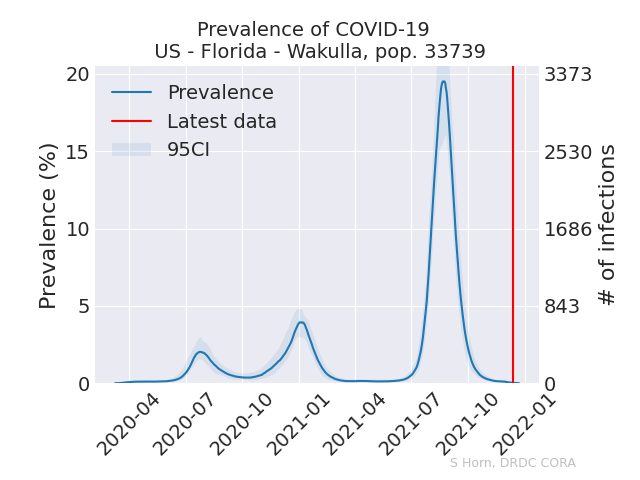 Prevalence of COVID-19
US - Florida - Wakulla, pop. 33739
Prevalence
Latest data
95CI
Prevalence (%)
20
15
10
5
0
3373
2530
1686
843
0
# of infections
2020-04
2020-07
2020-10
2021-01
2021-04
2021-07
2021-10
2022-01
S Horn, DRDC CORA